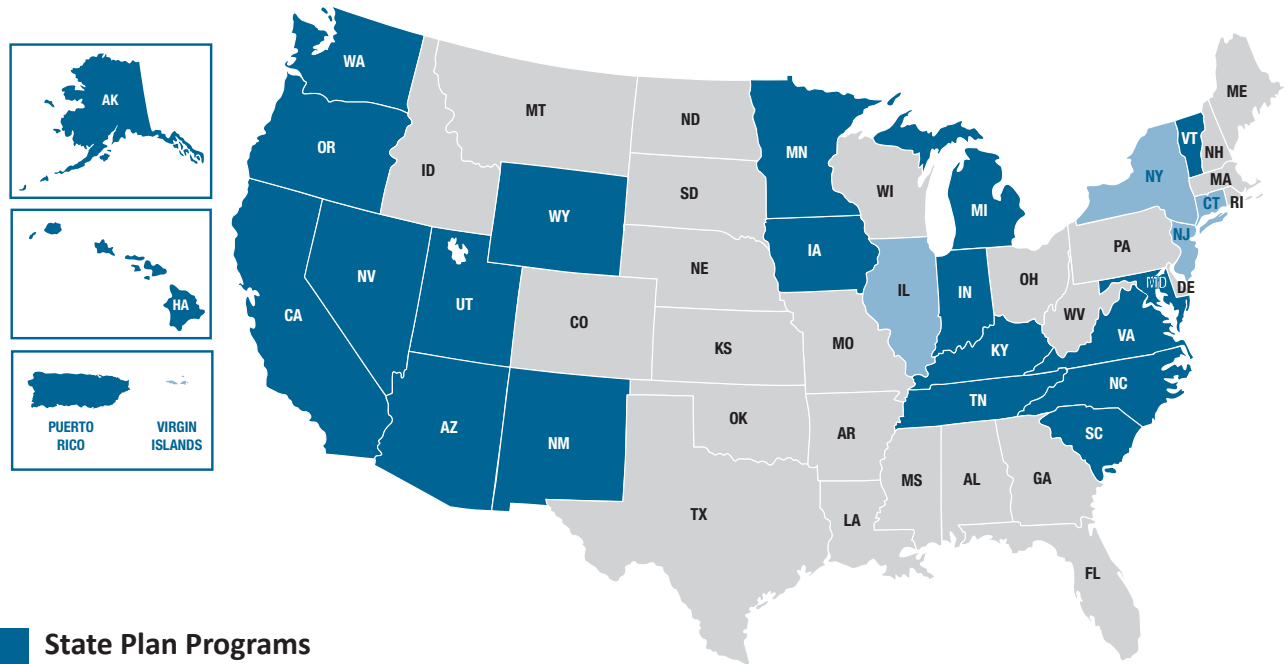 AK
HA
PUERTO
RICO
VIRGIN
ISLANDS
WA
OR
CA
NV
ID
MT
WY
UT
AZ
NM
CO
ND
SD
NE
KS
OK
TX
MN
IA
MO
AR
LA
WI
IL
MI
IN
OH
KY
TN
MS
AL
GA
FL
SC
NC
VA
WV
PA
NY
VT
NH
ME
MA
CT
RI
NJ
DE
MD
State Plan Programs